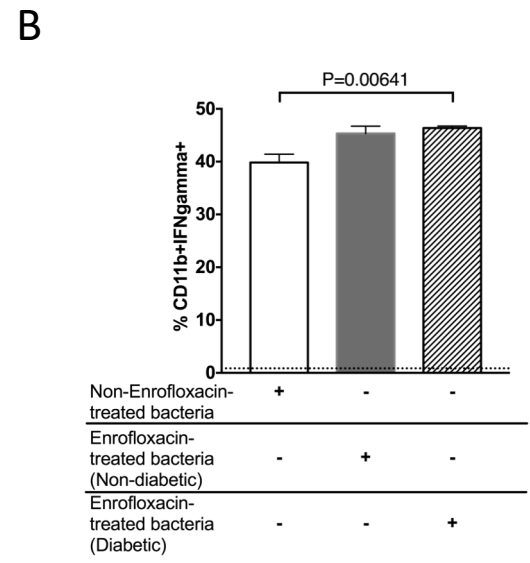 B
P=0.00641
% CD11b+IFNgamma+
50
40
30
20
10
0
Non-Enrofloxacin-
treated bacteria
+ - -
Enrofloxacin-
treated bacteria
(Non-diabetic)
- + -
Enrofloxacin-
treated bacteria
(Diabetic)
- - +